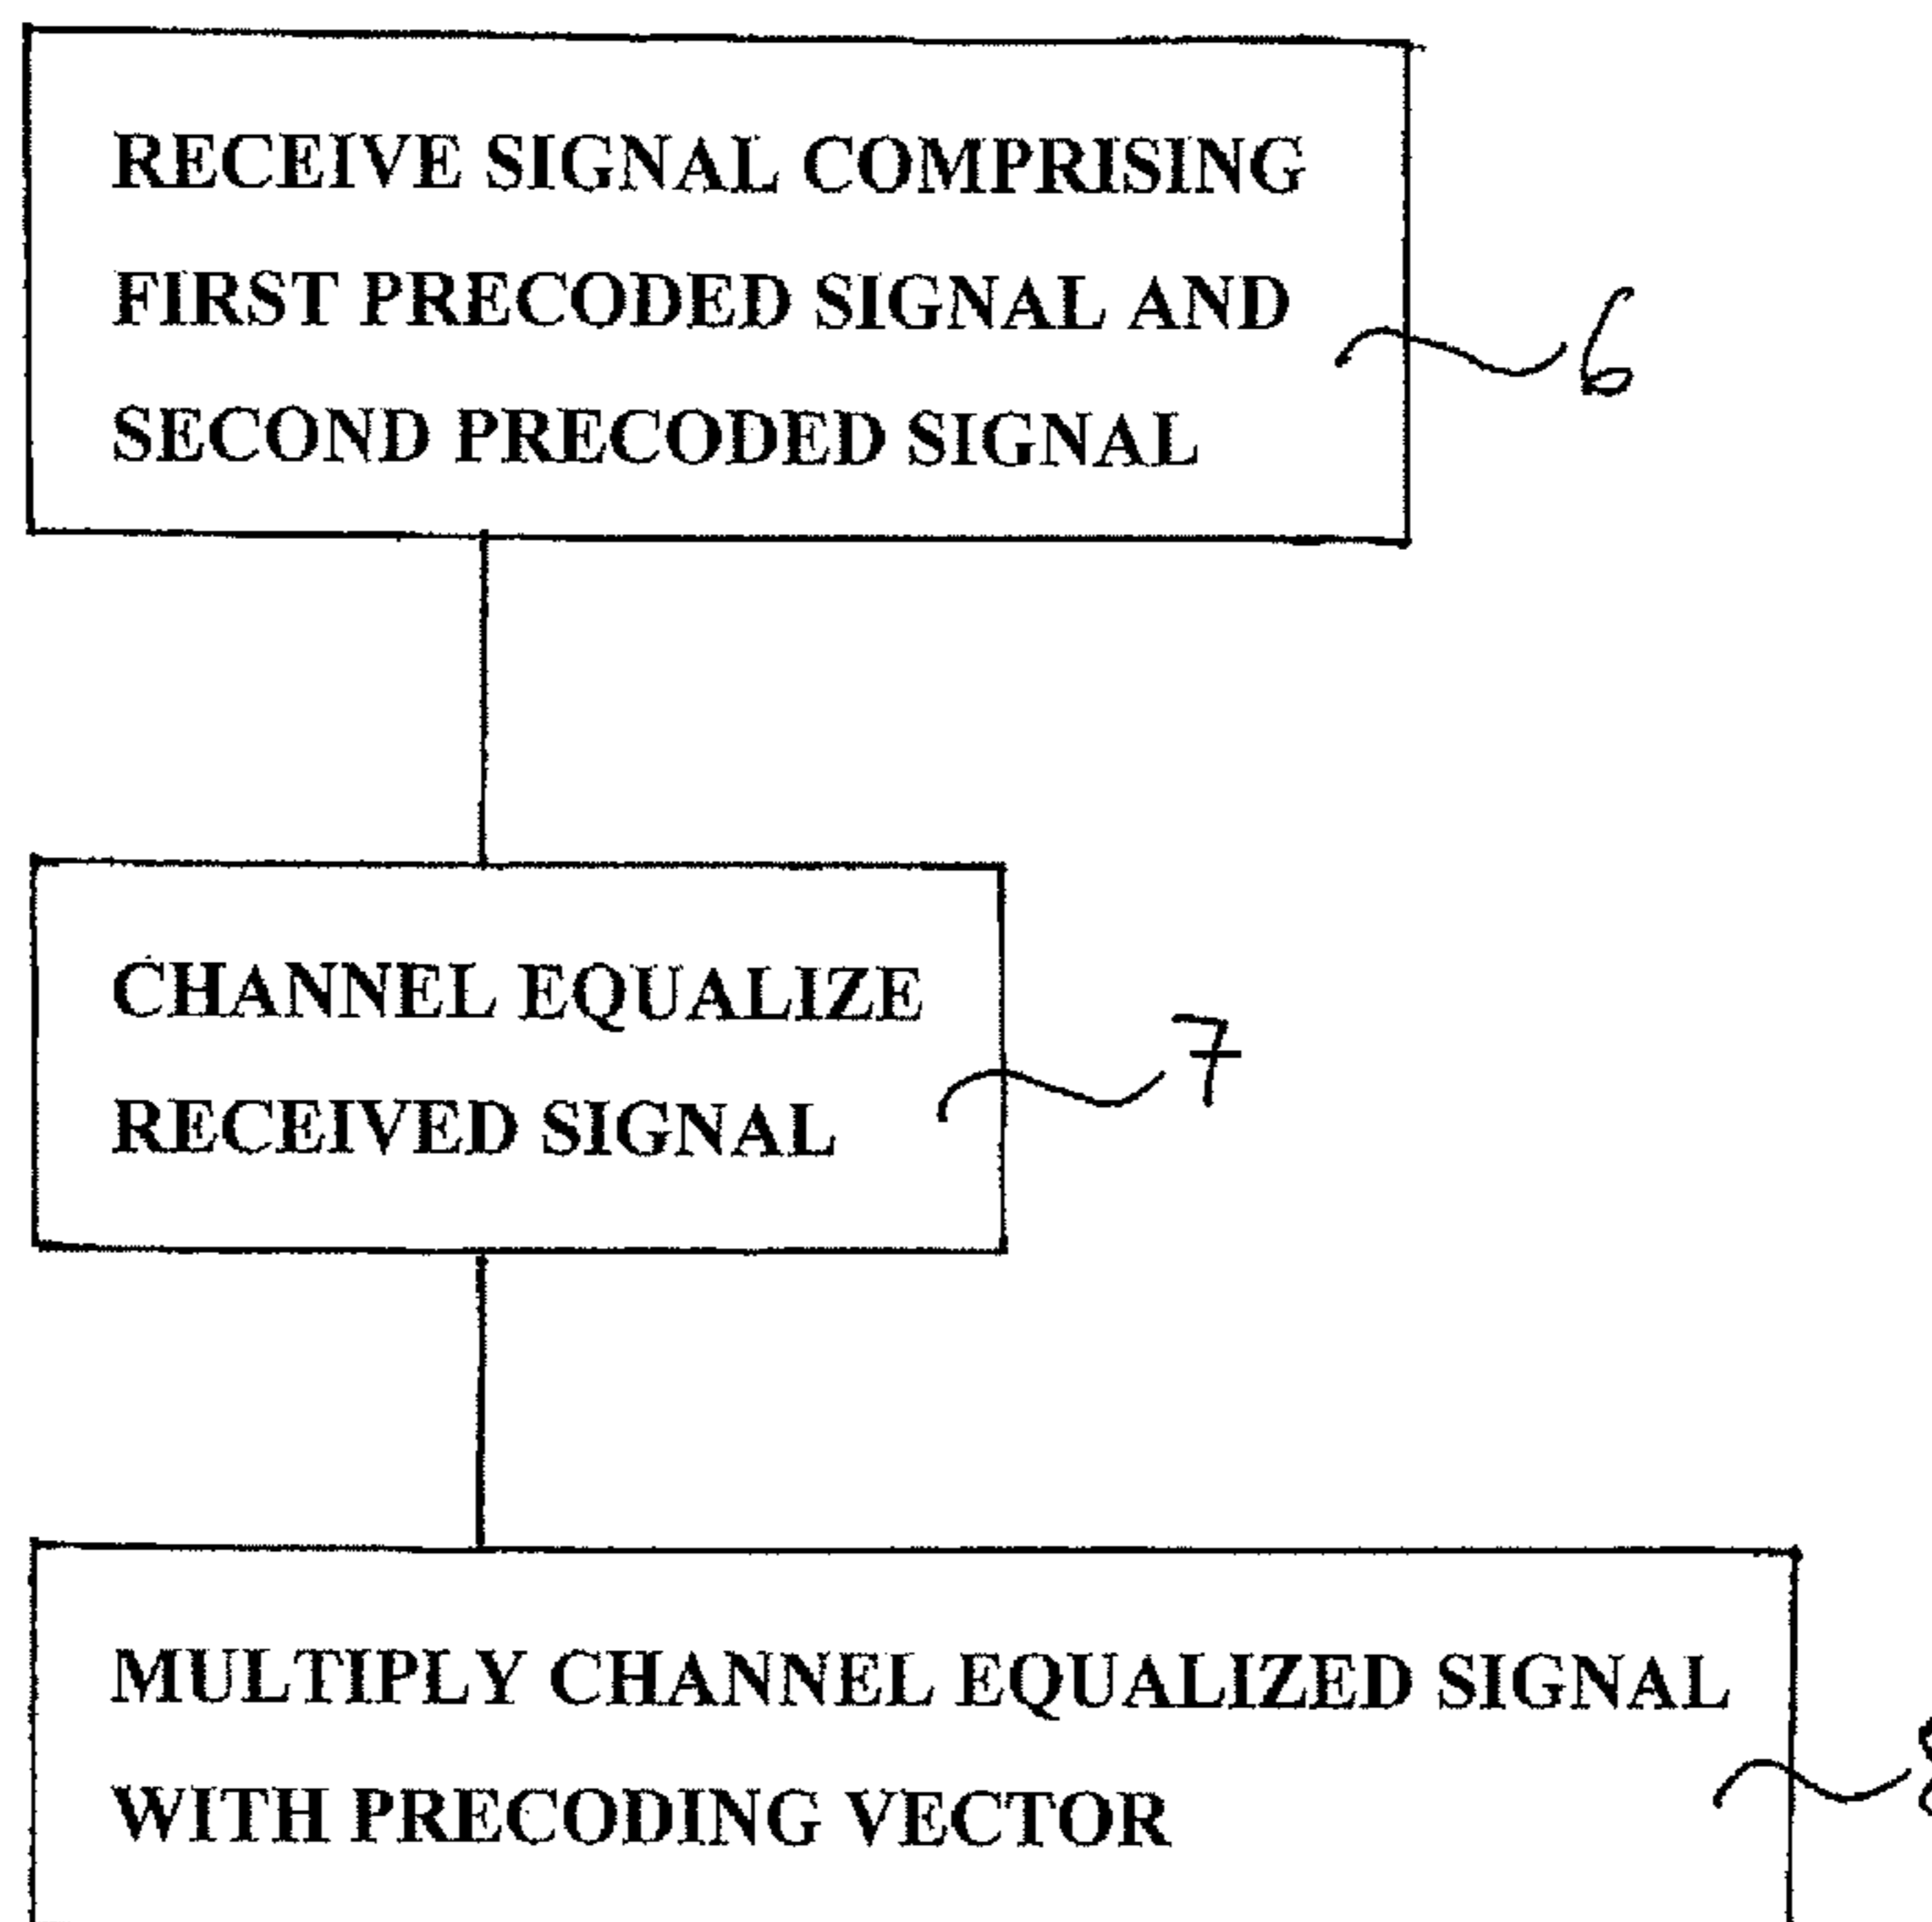 RECEIVE SIGNAL COMPRISING
FIRST PRECODED SIGNAL AND
SECOND PRECODED SIGNAL
6
CHANNEL EQUALIZE
RECEIVED SIGNAL
7
MULTIPLY CHANNEL EQUALIZED SIGNAL
WITH PRECODING VECTOR